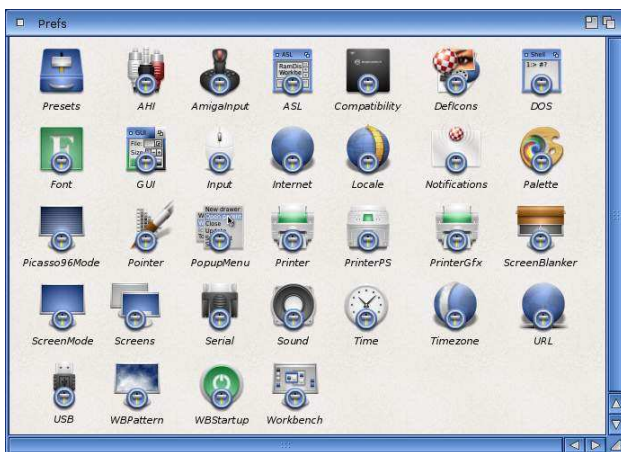 Prefs
Presets AHI AmigaInput ASL Compatibility DefIcons DOS
Font GUI Input Internet Locale Notifications Palette
Picasso96Mode Pointer PopupMenu Printer PrinterPS PrinterGfx ScreenBlanker
ScreenMode Screens Serial Sound Time Timezone URL
USB WBPattern WBStartup Workbench